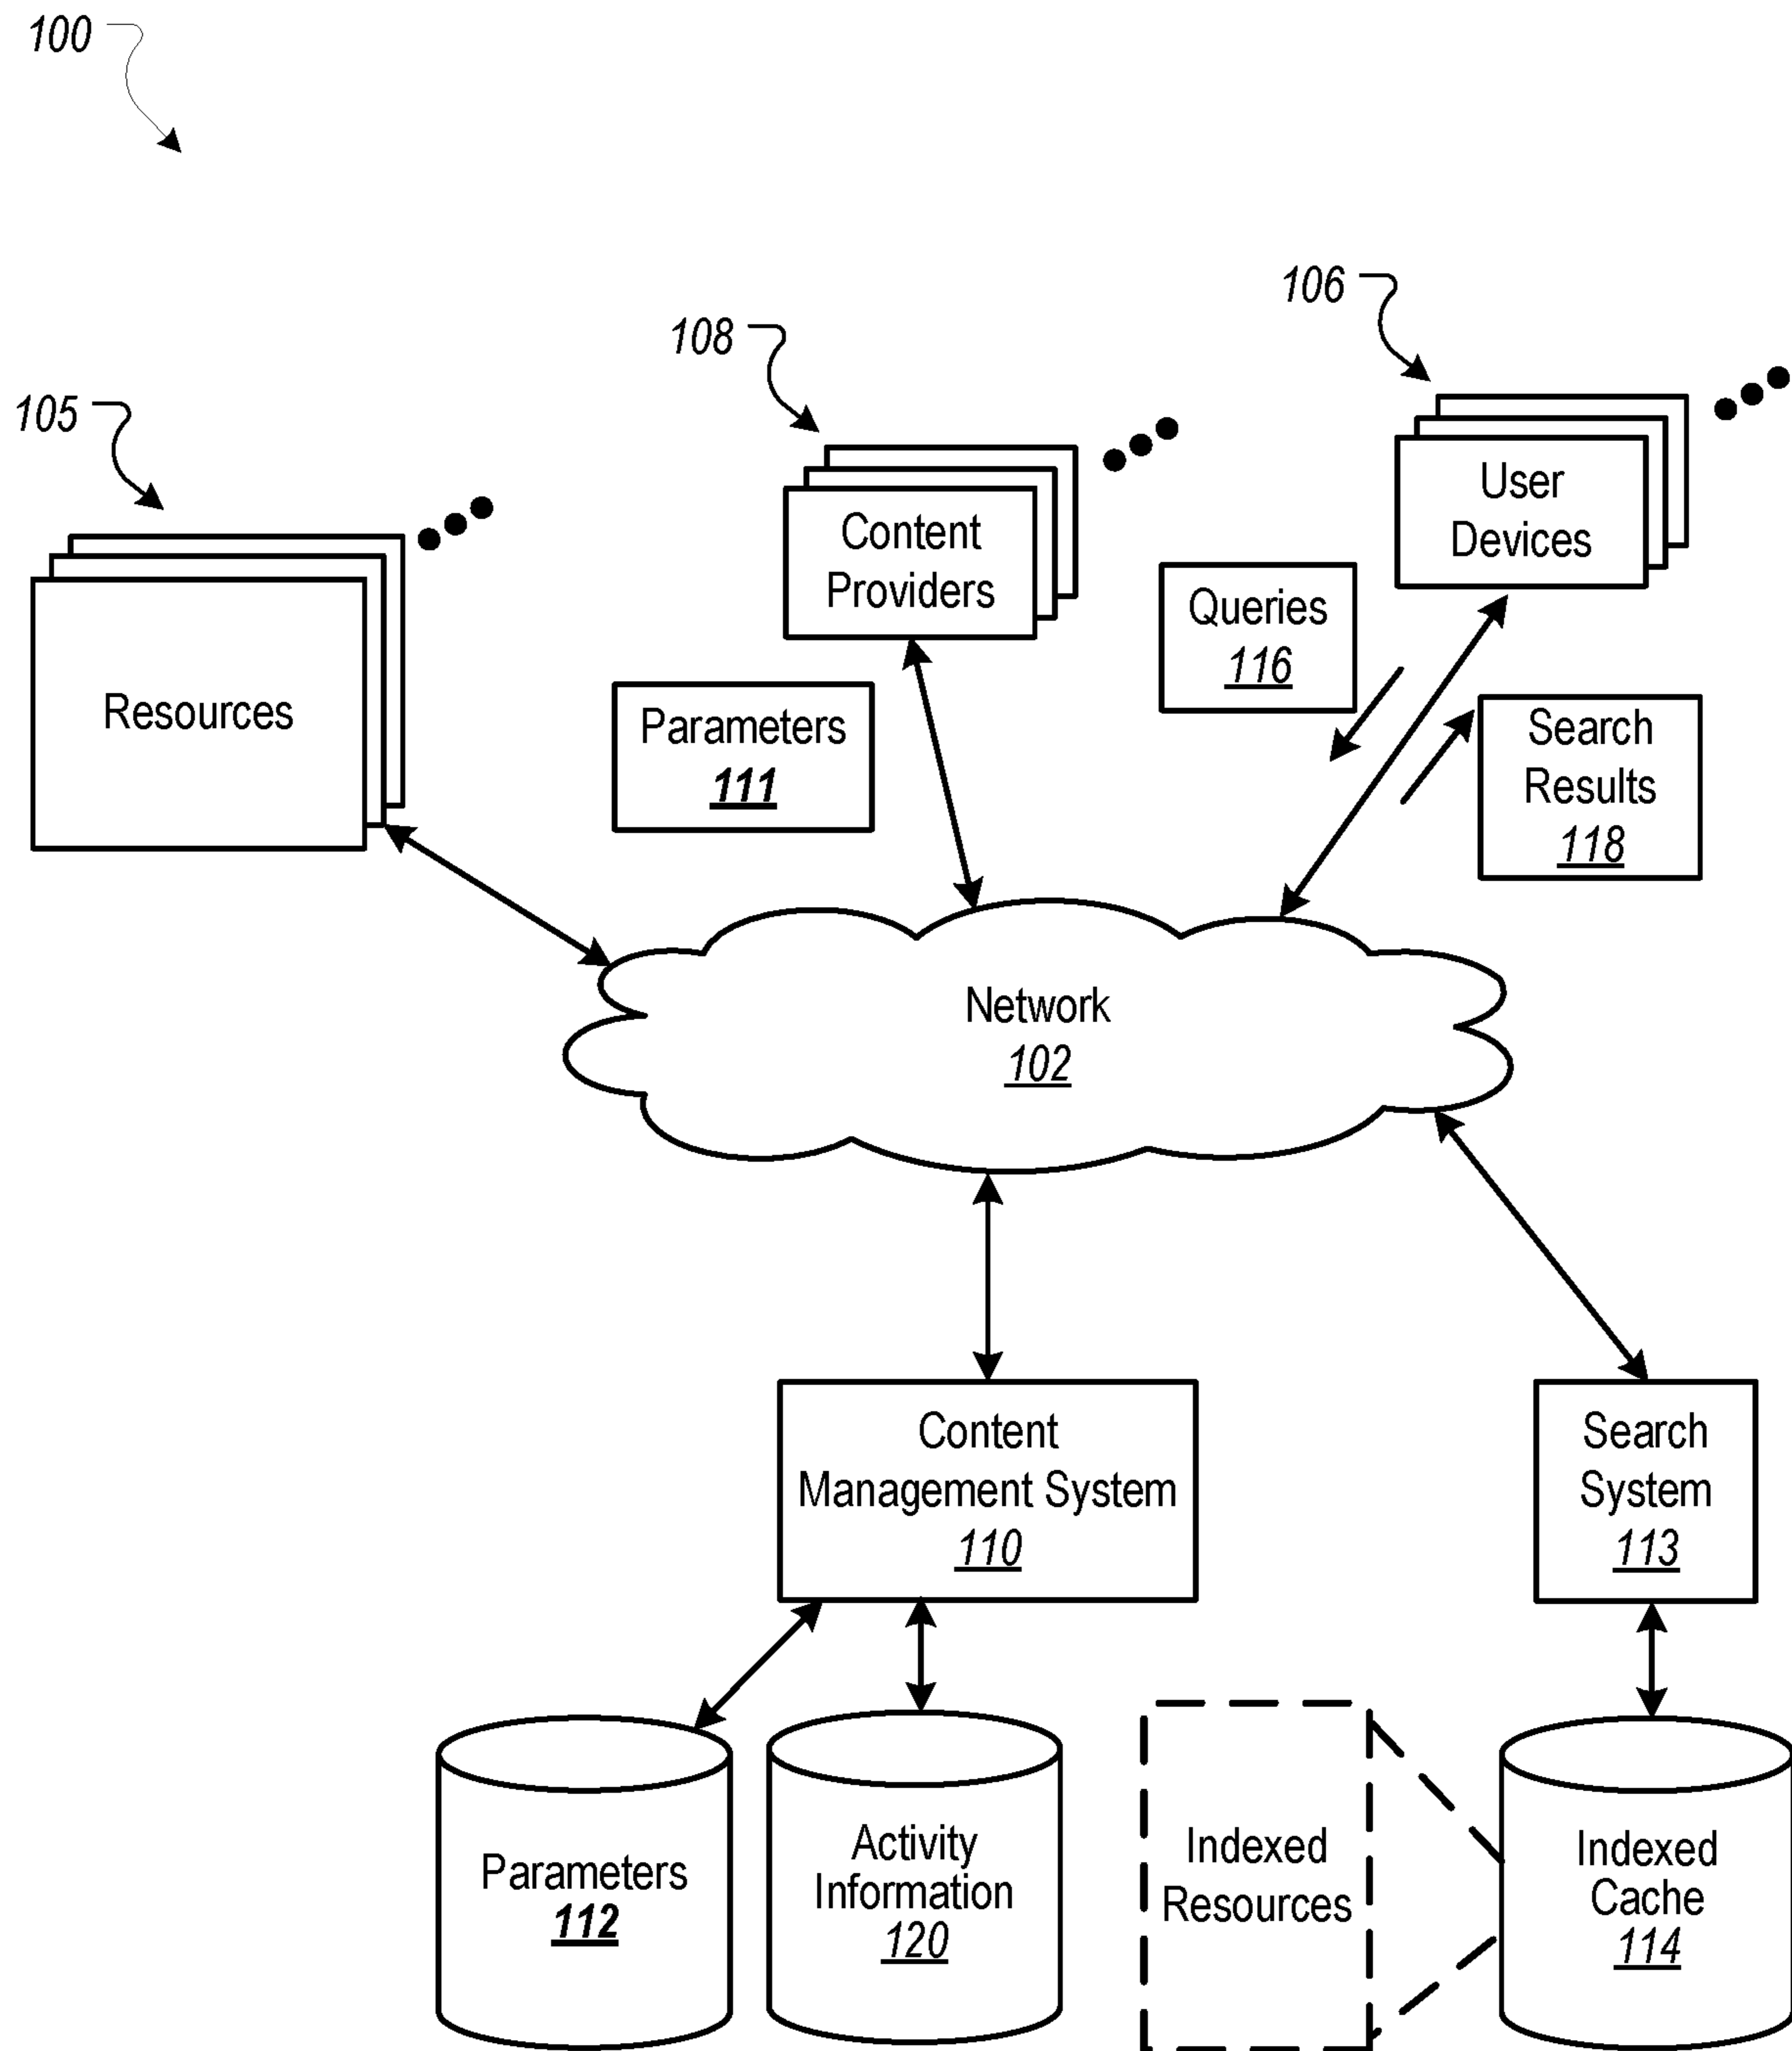 100
106
108
105
User
Devices
Content
Providers
Queries
116
Resources
Parameters
111
Search
Results
118
Network
102
Content
Management System
110
Search
System
113
Parameters
112
Activity
Information
120
Indexed
Resources
Indexed
Cache
114